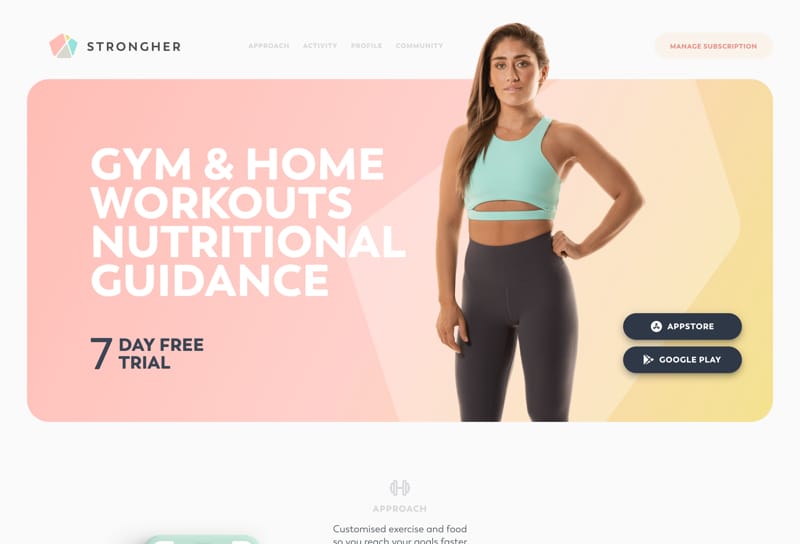 STRONGHER
APPROACH ACTIVITY PROFILE COMMUNITY
MANAGE SUBSCRIPTION
GYM & HOME
WORKOUTS
NUTRITIONAL
GUIDANCE
7 DAY FREE
TRIAL
APPSTORE
GOOGLE PLAY
APPROACH
Customised exercise and food
so you reach your goals faster